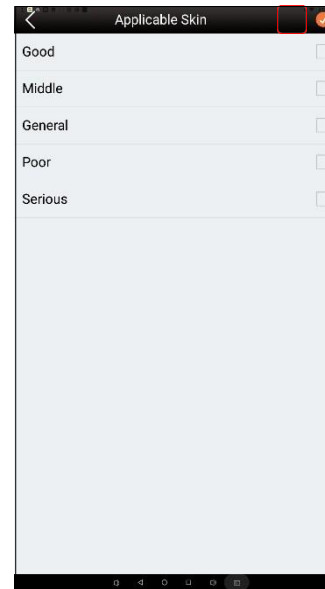 Applicable Skin
Good
Middle
General
Poor
Serious